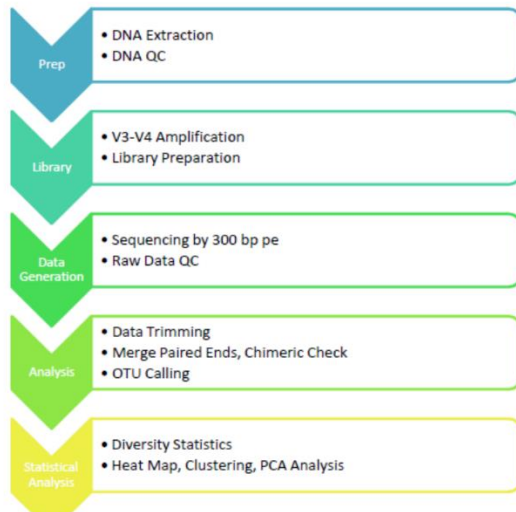 Prep
• DNA Extraction
• DNA QC
Library
• V3-V4 Amplification
• Library Preparation
Data
Generation
• Sequencing by 300 bp pe
• Raw Data QC
Analysis
• Data Trimming
• Merge Paired Ends, Chimeric Check
• OTU Calling
Statistical
Analysis
• Diversity Statistics
• Heat Map, Clustering, PCA Analysis